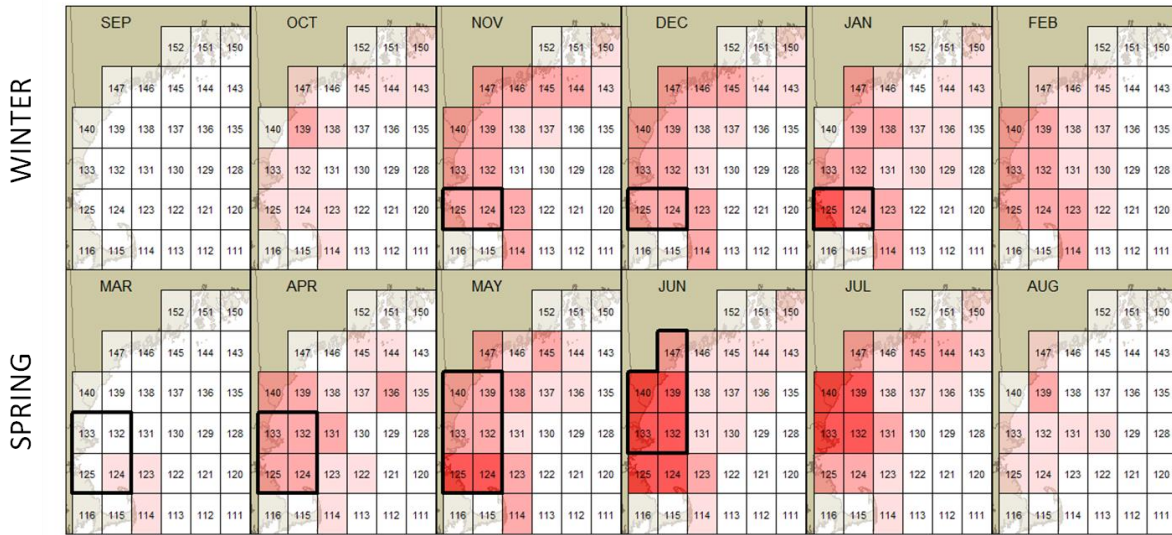 WINTER
SEP OCT NOV DEC JAN FEB
152 151 150 152 151 150 152 151 150 152 151 150 152 151 150 152 151 150
147 146 145 144 143 147 146 145 144 143 147 146 145 144 143 147 146 145 144 143 147 146 145 144 143 147 146 145 144 143
140 139 138 137 136 135 140 139 138 137 136 135 140 139 138 137 136 135 140 139 138 137 136 135 140 139 138 137 136 135 140 139 138 137 136 135
133 132 131 130 129 128 133 132 131 130 129 128 133 132 131 130 129 128 133 132 131 130 129 128 133 132 131 130 129 128 133 132 131 130 129 128
125 124 123 122 121 120 125 124 123 122 121 120 125 124 123 122 121 120 125 124 123 122 121 120 125 124 123 122 121 120 125 124 123 122 121 120
116 115 114 113 112 111 116 115 114 113 112 111 116 115 114 113 112 111 116 115 114 113 112 111 116 115 114 113 112 111 116 115 114 113 112 111
SPRING
MAR APR MAY JUN JUL AUG
152 151 150 152 151 150 152 151 150 152 151 150 152 151 150 152 151 150
147 146 145 144 143 147 146 145 144 143 147 146 145 144 143 147 146 145 144 143 147 146 145 144 143 147 146 145 144 143
140 139 138 137 136 135 140 139 138 137 136 135 140 139 138 137 136 135 140 139 138 137 136 135 140 139 138 137 136 135 140 139 138 137 136 135
133 132 131 130 129 128 133 132 131 130 129 128 133 132 131 130 129 128 133 132 131 130 129 128 133 132 131 130 129 128 133 132 131 130 129 128
125 124 123 122 121 120 125 124 123 122 121 120 125 124 123 122 121 120 125 124 123 122 121 120 125 124 123 122 121 120 125 124 123 122 121 120
116 115 114 113 112 111 116 115 114 113 112 111 116 115 114 113 112 111 116 115 114 113 112 111 116 115 114 113 112 111 116 115 114 113 112 111